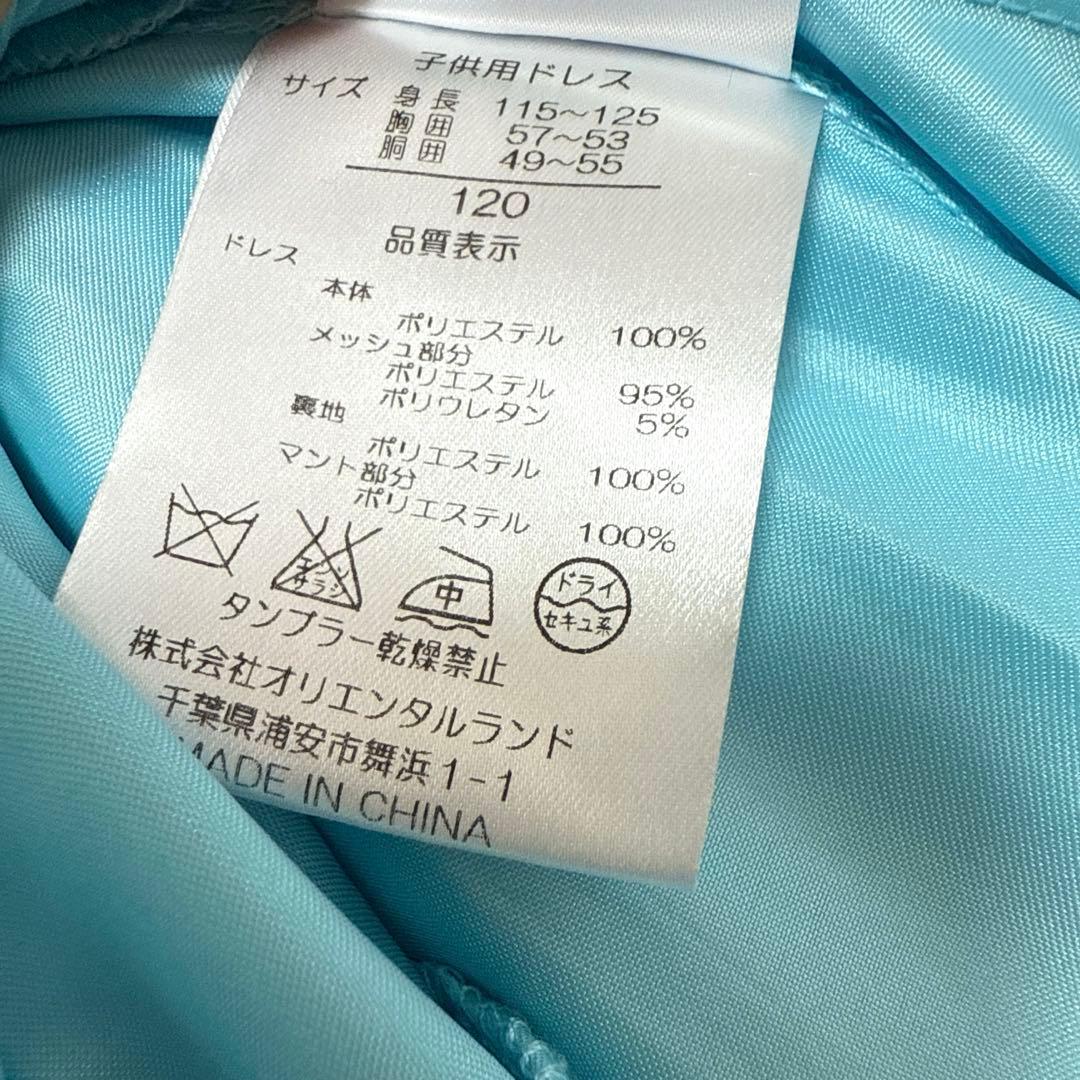 子供用ドレス
サイズ 身長 115〜125
胸囲 57〜53
胴囲 49〜55
120
品質表示
ドレス
本体
ポリエステル 100%
メッシュ部分
ポリエステル 95%
ポリウレタン 5%
裏地
ポリエステル 100%
マント部分
ポリエステル 100%
エンソ
サラシ
中
ドライ
セキユ系
タンブラー乾燥禁止
株式会社オリエンタルランド
千葉県浦安市舞浜1-1
MADE IN CHINA